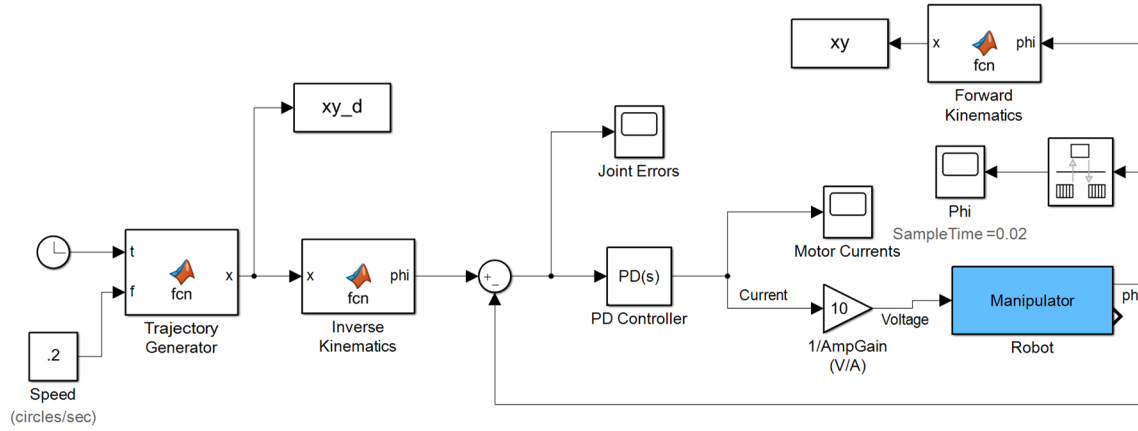 xy
x
phi
fcn
Forward
Kinematics
xy_d
Joint Errors
Phi
SampleTime =0.02
Motor Currents
t
f
x
fcn
Trajectory
Generator
x
phi
fcn
Inverse
Kinematics
+
−
PD(s)
PD Controller
Current
10
1/AmpGain
(V/A)
Voltage
Manipulator
Robot
ph
.2
Speed
(circles/sec)